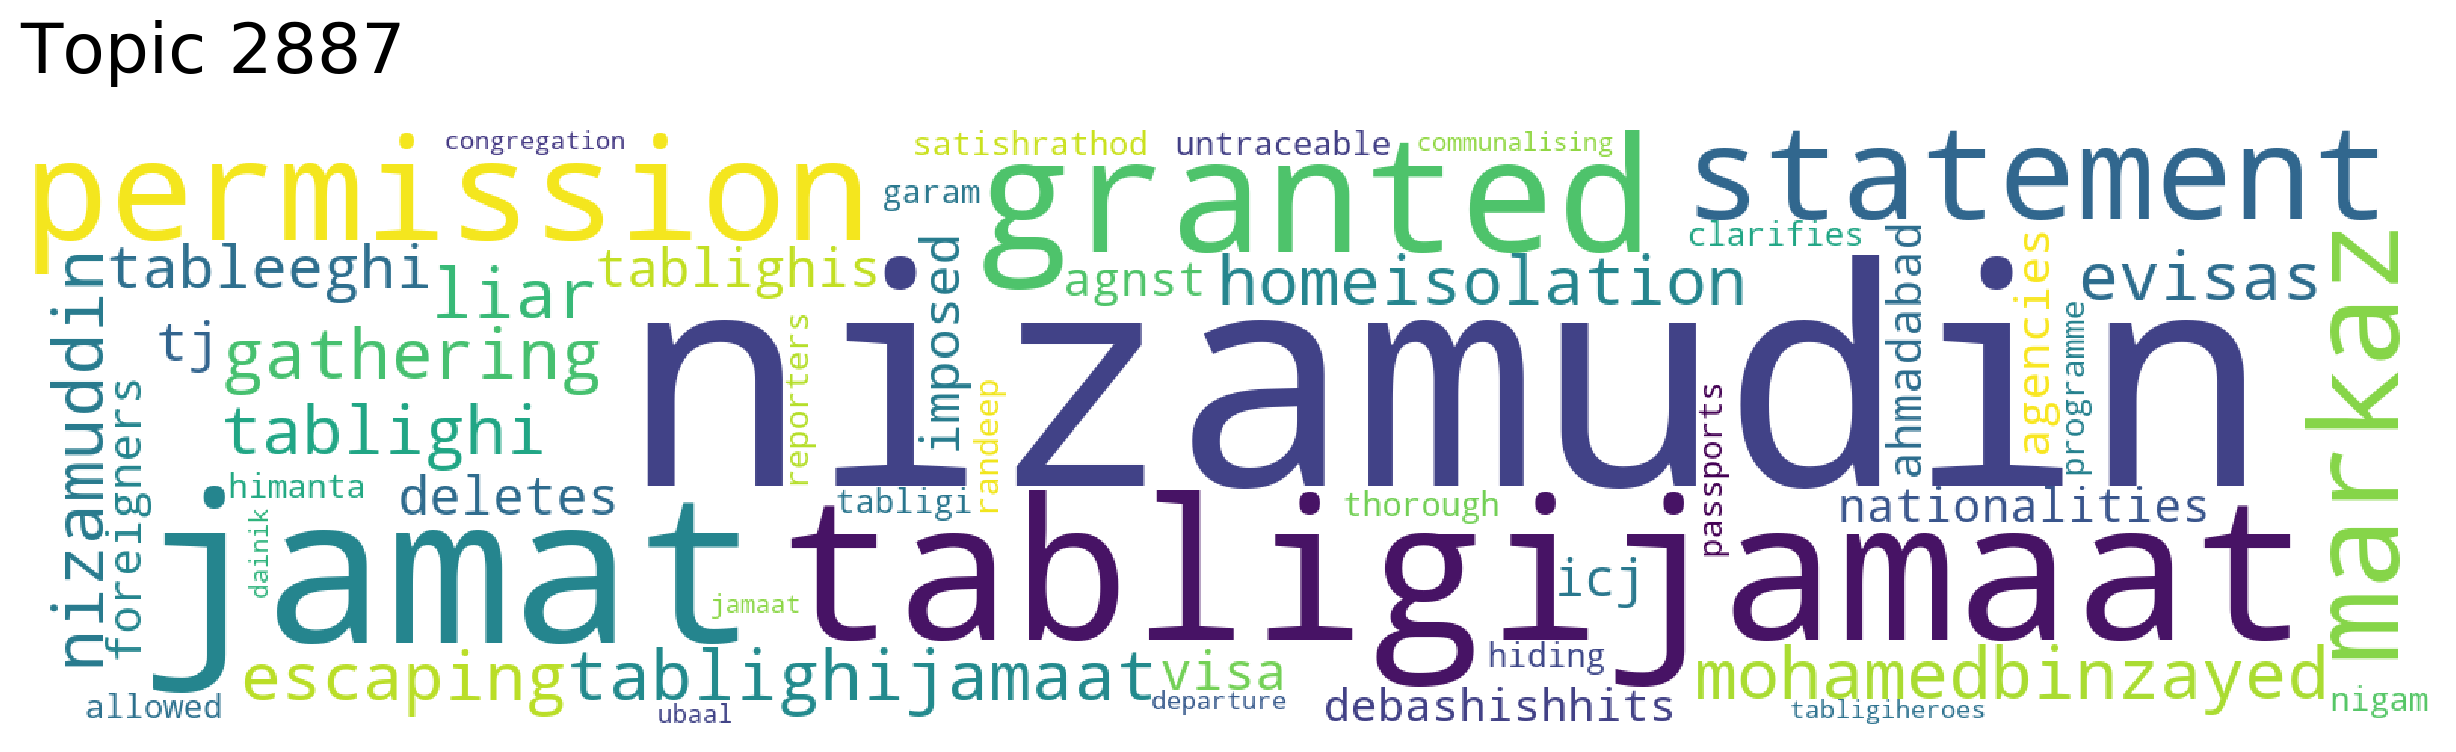 Topic 2887
congregation
satishrathod
untraceable
communalising
permission
granted
statement
garam
clarifies
tableeghi
liar
tablighis
agnst
homeisolation
evisas
nizamuddin
tj
gathering
imposed
nizamudin
ahmadabad
agencies
programme
markaz
foreigners
tablighi
reporters
randeep
passports
himanta
deletes
tabligi
thorough
nationalities
dainik
jamat
jamaat
tabligijamaat
icj
escaping
tablighijamaat
visa
hiding
mohamedbinzayed
allowed
ubaal
departure
debashishhits
tabligiheroes
nigam